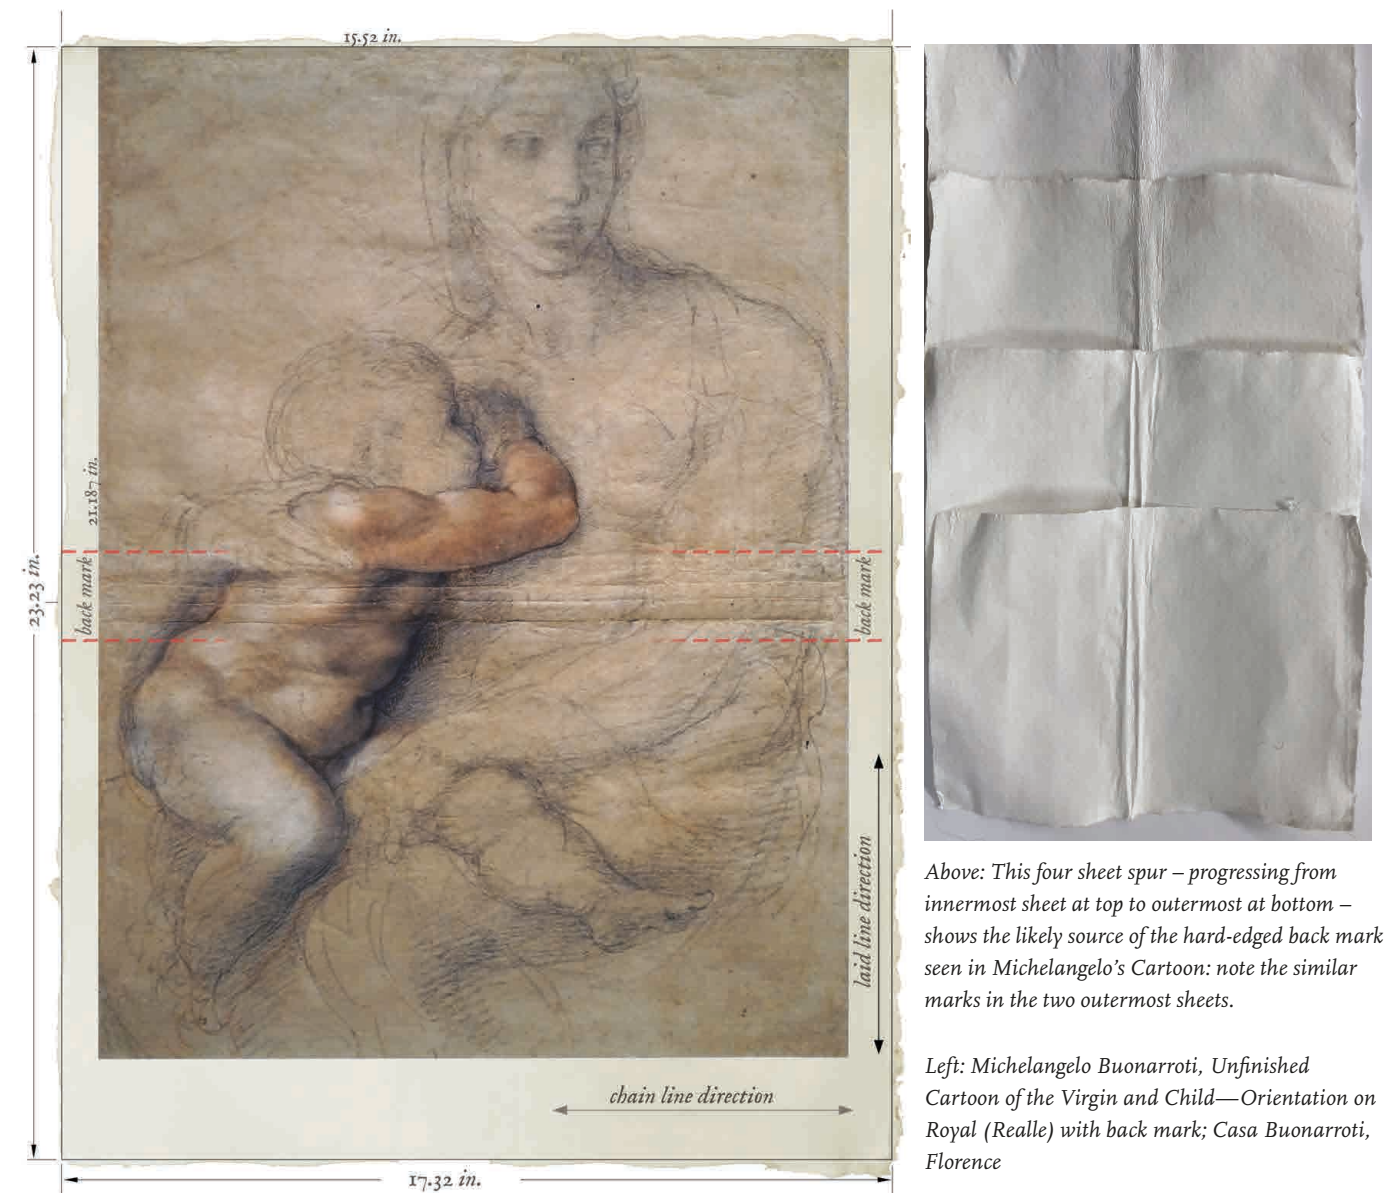 15.52 in.
21.187 in.
23.23 in.
back mark
back mark
laid line direction
chain line direction
17.32 in.
Above: This four sheet spur – progressing from
innermost sheet at top to outermost at bottom –
shows the likely source of the hard-edged back mark
seen in Michelangelo’s Cartoon: note the similar
marks in the two outermost sheets.
Left: Michelangelo Buonarroti, Unfinished
Cartoon of the Virgin and Child—Orientation on
Royal (Realle) with back mark; Casa Buonarroti,
Florence